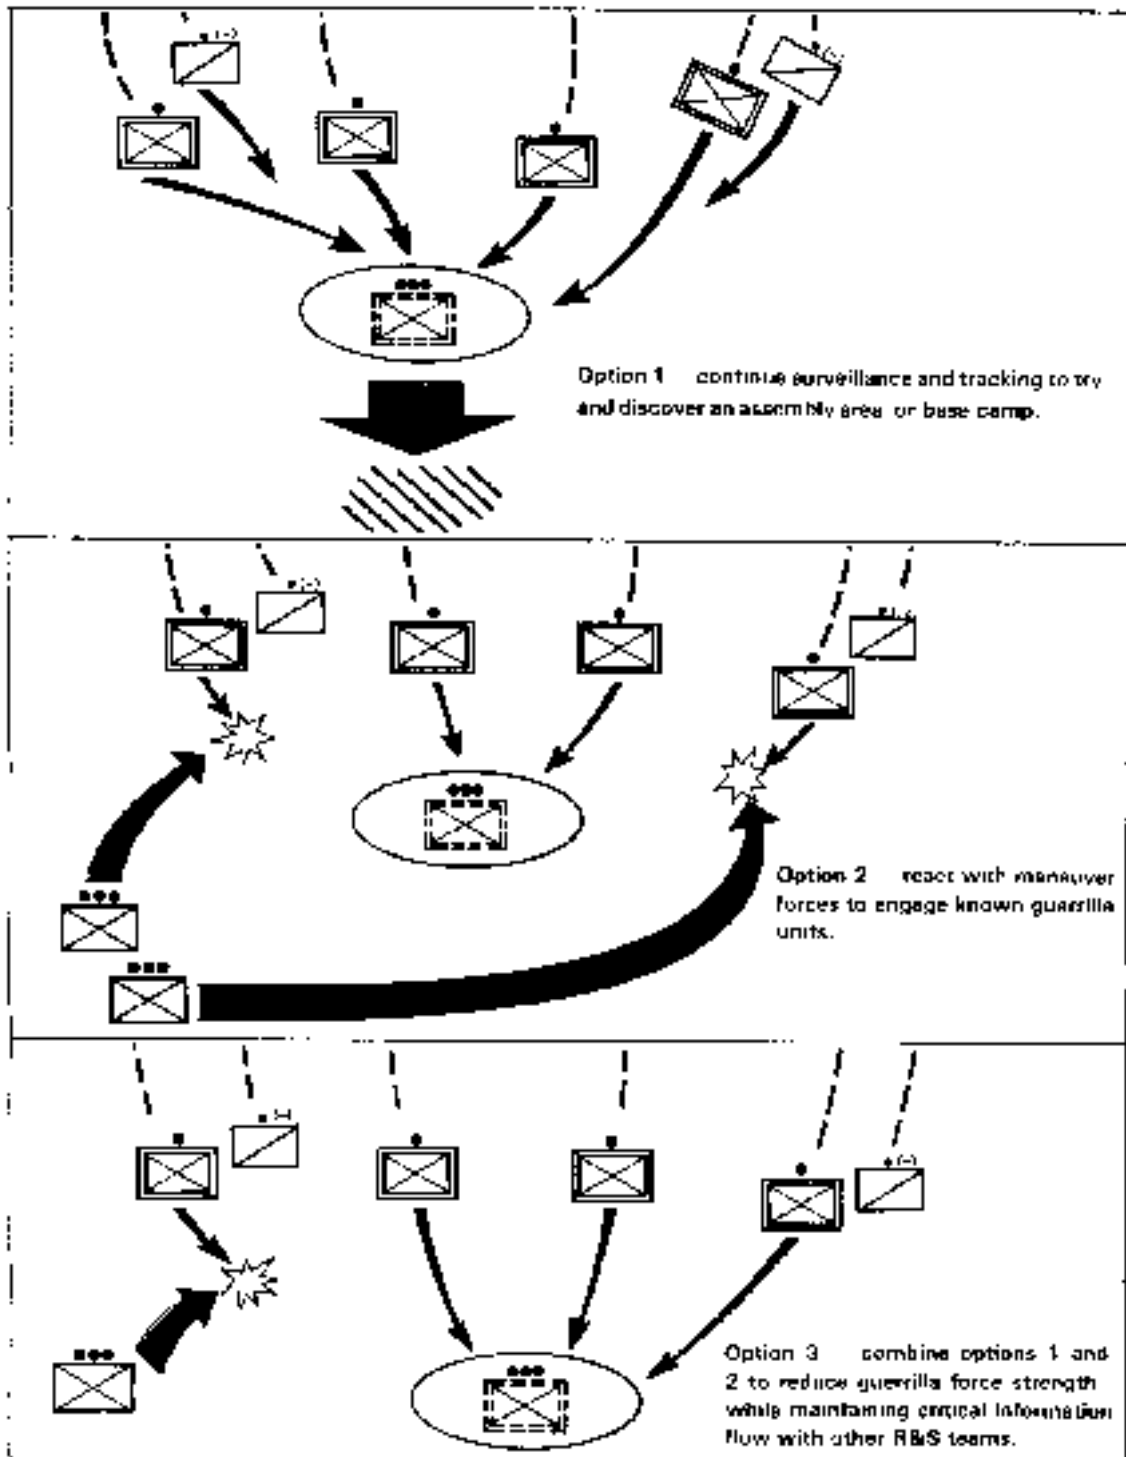 (-)
(-)
Option 1 continue surveillance and tracking to try
and discover an assembly area or base camp.
(-)
Option 2 react with maneuver
forces to engage known guerrilla
units.
(-)
(-)
Option 3 combine options 1 and
2 to reduce guerrilla force strength
while maintaining critical information
flow with other R&S teams.